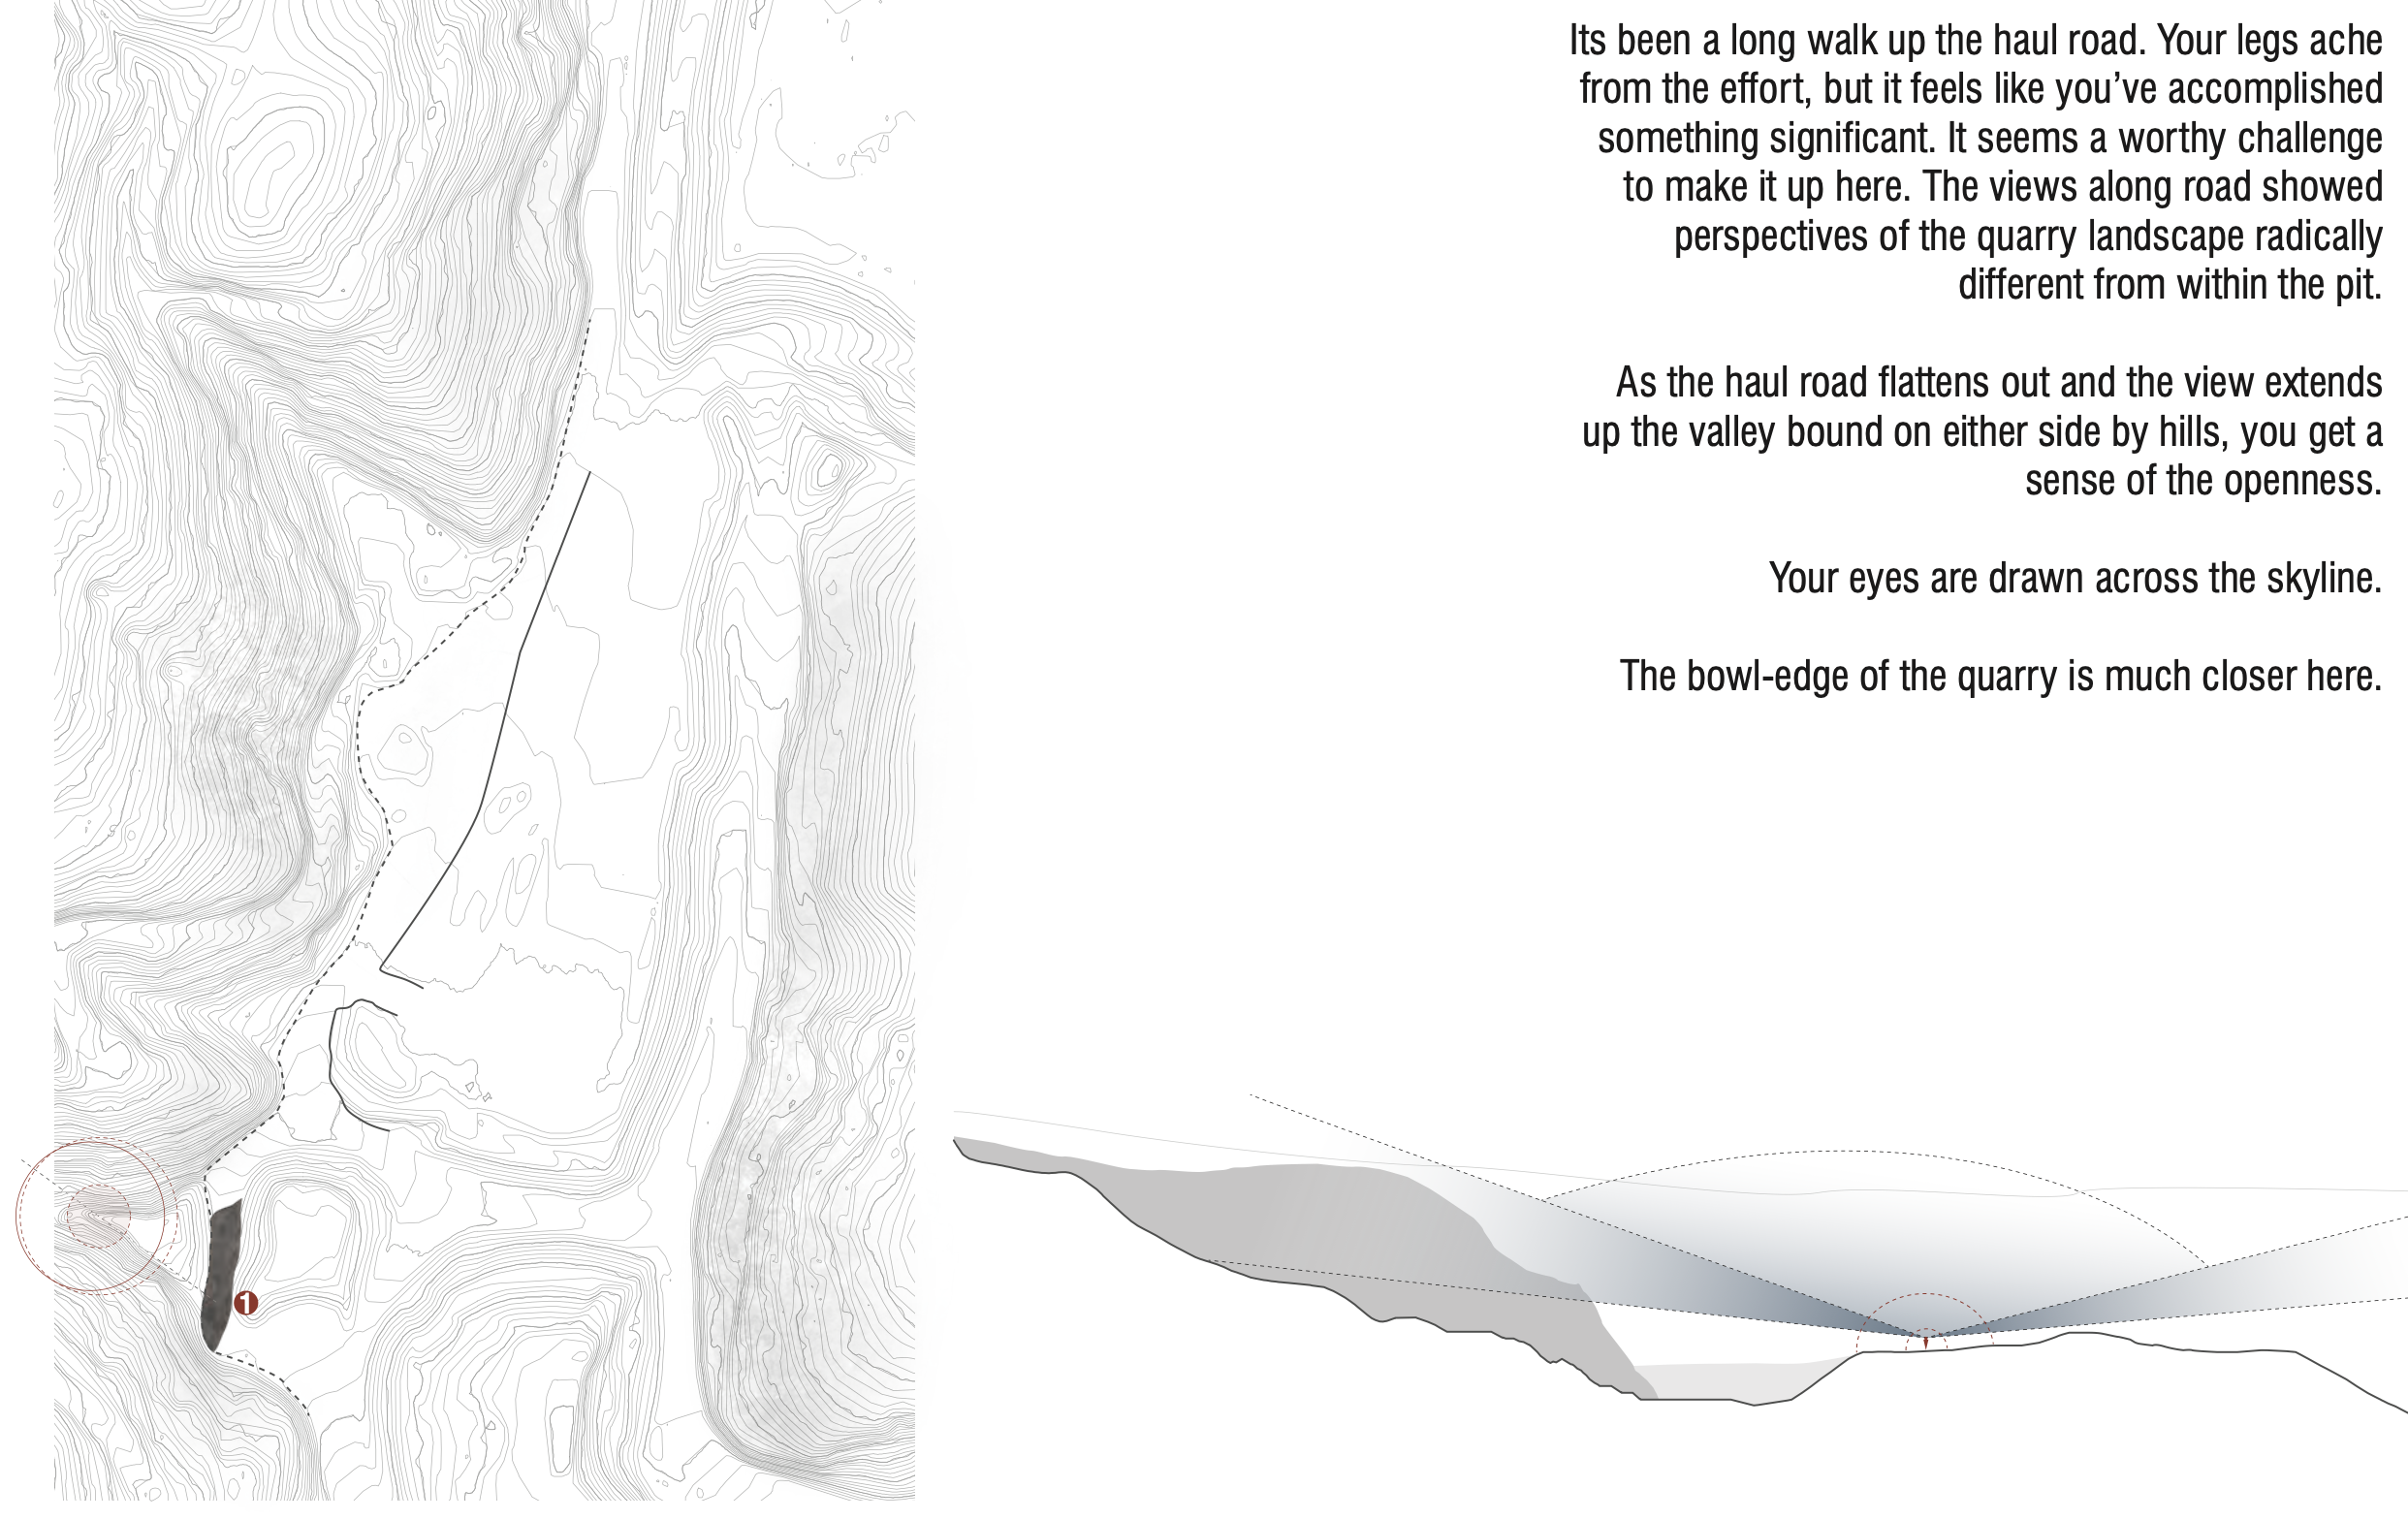 Its been a long walk up the haul road. Your legs ache
from the effort, but it feels like you've accomplished
something significant. It seems a worthy challenge
to make it up here. The views along road showed
perspectives of the quarry landscape radically
different from within the pit.
As the haul road flattens out and the view extends
up the valley bound on either side by hills, you get a
sense of the openness.
Your eyes are drawn across the skyline.
The bowl-edge of the quarry is much closer here.
1